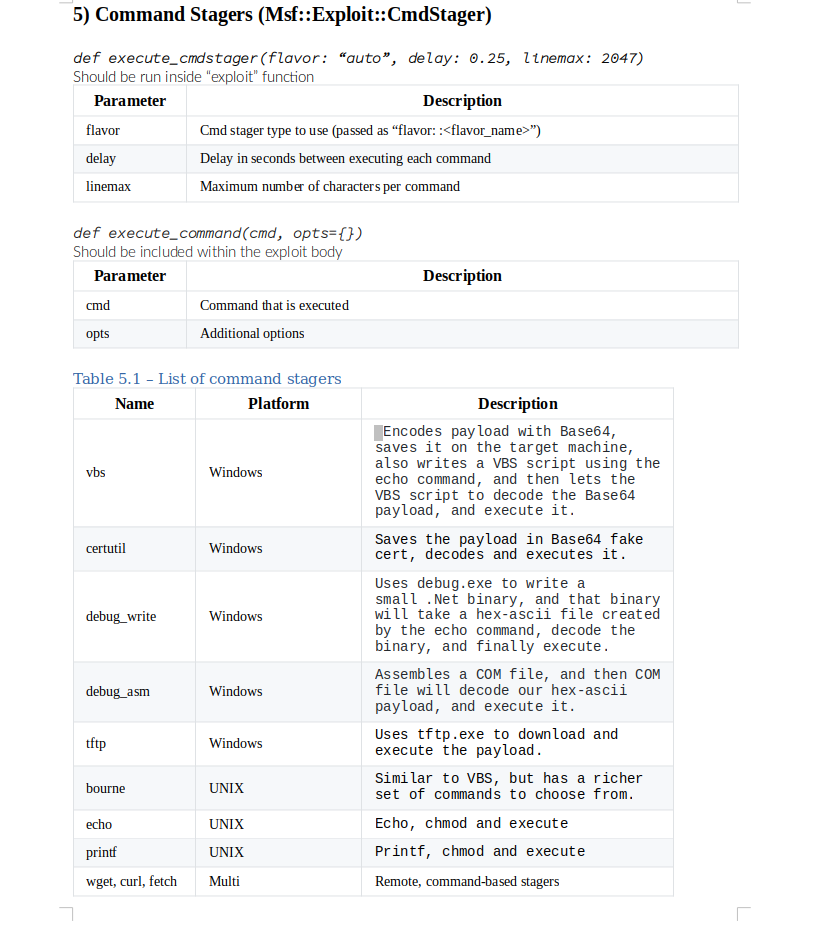 5) Command Stagers (Msf::Exploit::CmdStager)
def execute_cmdstager(flavor: “auto”, delay: 0.25, linemax: 2047)
Should be run inside “exploit” function
Parameter Description
flavor Cmd stager type to use (passed as “flavor: :<flavor_name>”)
delay Delay in seconds between executing each command
linemax Maximum number of characters per command
def execute_command(cmd, opts={})
Should be included within the exploit body
Parameter Description
cmd Command that is executed
opts Additional options
Table 5.1 – List of command stagers
Name Platform Description
vbs Windows
Encodes payload with Base64,
saves it on the target machine,
also writes a VBS script using the
echo command, and then lets the
VBS script to decode the Base64
payload, and execute it.
certutil Windows
Saves the payload in Base64 fake
cert, decodes and executes it.
debug_write Windows
Uses debug.exe to write a
small .Net binary, and that binary
will take a hex-ascii file created
by the echo command, decode the
binary, and finally execute.
debug_asm Windows
Assembles a COM file, and then COM
file will decode our hex-ascii
payload, and execute it.
tftp Windows
Uses tftp.exe to download and
execute the payload.
bourne UNIX
Similar to VBS, but has a richer
set of commands to choose from.
echo UNIX Echo, chmod and execute
printf UNIX Printf, chmod and execute
wget, curl, fetch Multi Remote, command-based stagers